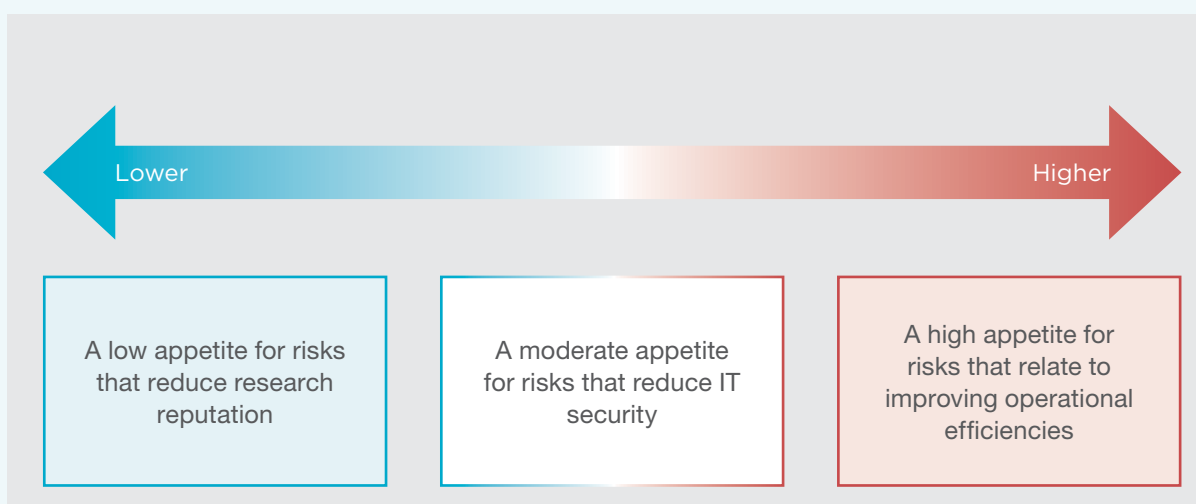 Lower
Higher
A low appetite for risks
that reduce research
reputation
A moderate appetite
for risks that reduce IT
security
A high appetite for
risks that relate to
improving operational
efficiencies